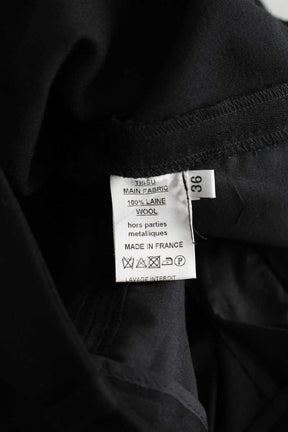 TISSU
MAIN FABRIC
100% LAINE
WOOL
hors parties
metaliques
MADE IN FRANCE
P
LAVAGE INTERDIT
36